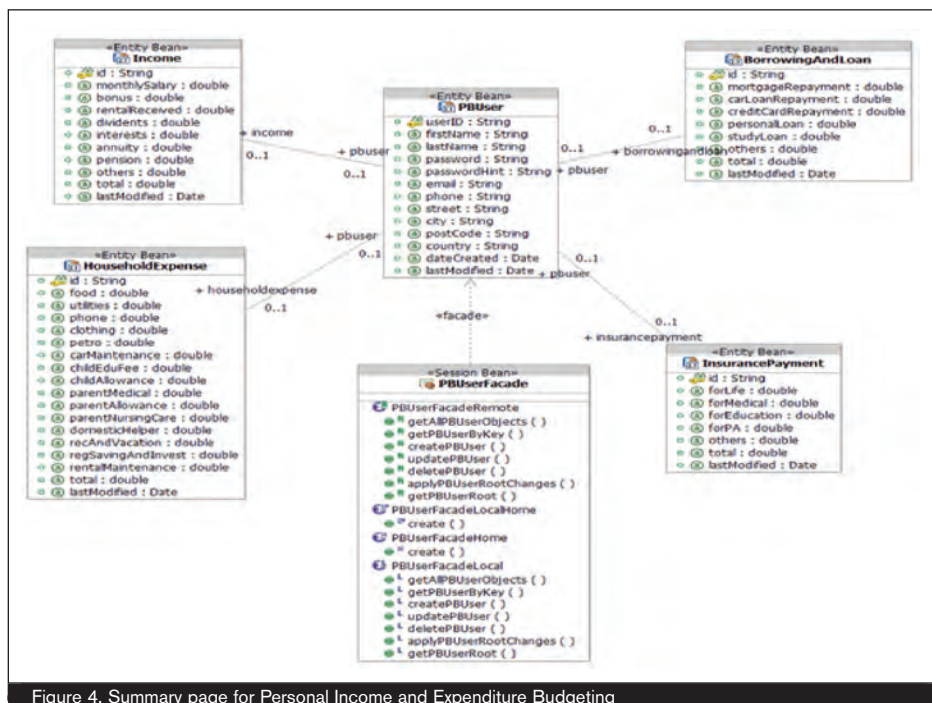 «Entity Bean»
Income
id : String
monthlySalary : double
bonus : double
rentalReceived : double
dividents : double
interests : double
annuity : double
pension : double
others : double
total : double
lastModified : Date
+ income
0..1
+ pbuser
0..1
«Entity Bean»
PBUser
userID : String
firstName : String
lastName : String
password : String
passwordHint : String
email : String
phone : String
street : String
city : String
postCode : String
country : String
dateCreated : Date
lastModified : Date
«Entity Bean»
BorrowingAndLoan
id : String
mortgageRepayment : double
carLoanRepayment : double
creditCardRepayment : double
personalLoan : double
studyLoan : double
others : double
total : double
lastModified : Date
0..1
+ borrowingandloan
0..1
+ pbuser
+ pbuser
0..1
«Entity Bean»
HouseholdExpense
id : String
food : double
utilities : double
phone : double
clothing : double
petro : double
carMaintenance : double
childEduFee : double
childAllowance : double
parentMedical : double
parentAllowance : double
parentNursingCare : double
domesticHelper : double
recAndVacation : double
regSavingAndInvest : double
rentalMaintenance : double
total : double
lastModified : Date
+ householdexpense
0..1
+ pbuser
0..1
0..1
+ insurancepayment
«facade»
«Entity Bean»
InsurancePayment
id : String
forLife : double
forMedical : double
forEducation : double
forPA : double
others : double
total : double
lastModified : Date
«Session Bean»
PBUserFacade
PBUserFacadeRemote
R getAllPBUserObjects ( )
R getPBUserByKey ( )
R createPBUser ( )
R updatePBUser ( )
R deletePBUser ( )
R applyPBUserRootChanges ( )
R getPBUserRoot ( )
PBUserFacadeLocalHome
create ( )
PBUserFacadeHome
H create ( )
PBUserFacadeLocal
L getAllPBUserObjects ( )
L getPBUserByKey ( )
L createPBUser ( )
L updatePBUser ( )
L deletePBUser ( )
L applyPBUserRootChanges ( )
L getPBUserRoot ( )
Figure 4. Summary page for Personal Income and Expenditure Budgeting